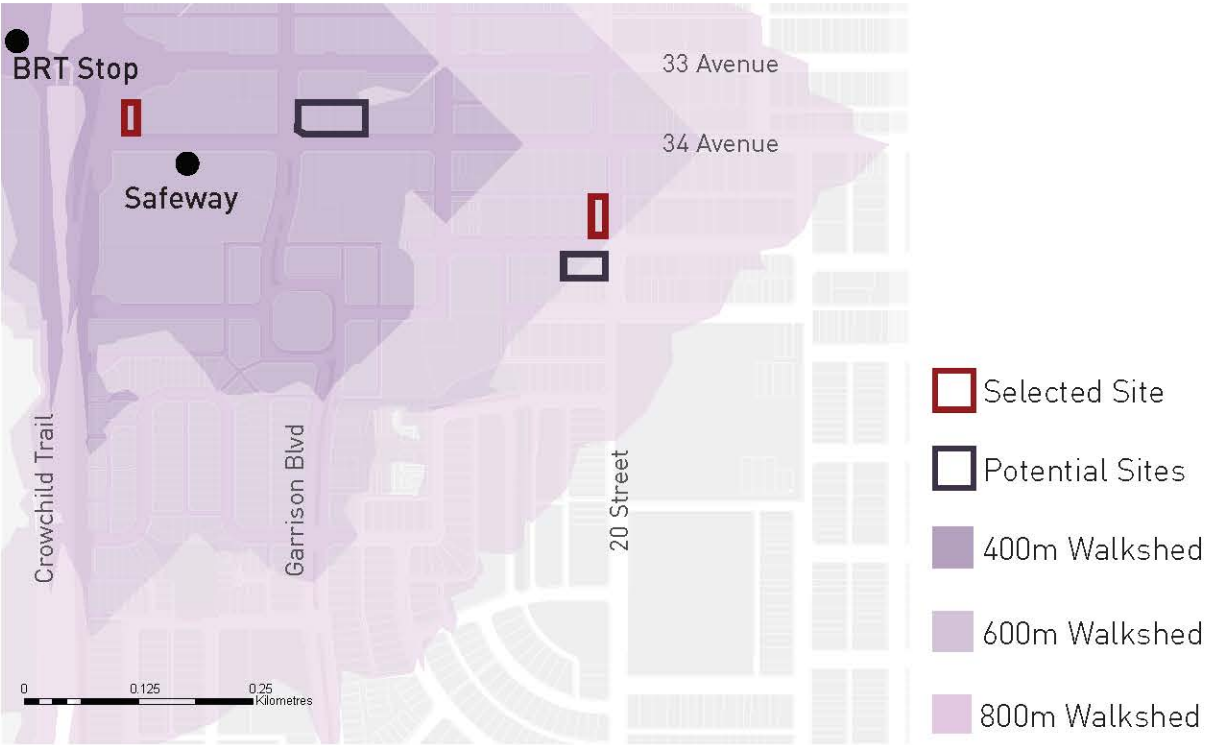 BRT Stop
33 Avenue
34 Avenue
Safeway
Crowchild Trail
Garrison Blvd
20 Street
0 0.125 0.25
Kilometres
Selected Site
Potential Sites
400m Walkshed
600m Walkshed
800m Walkshed